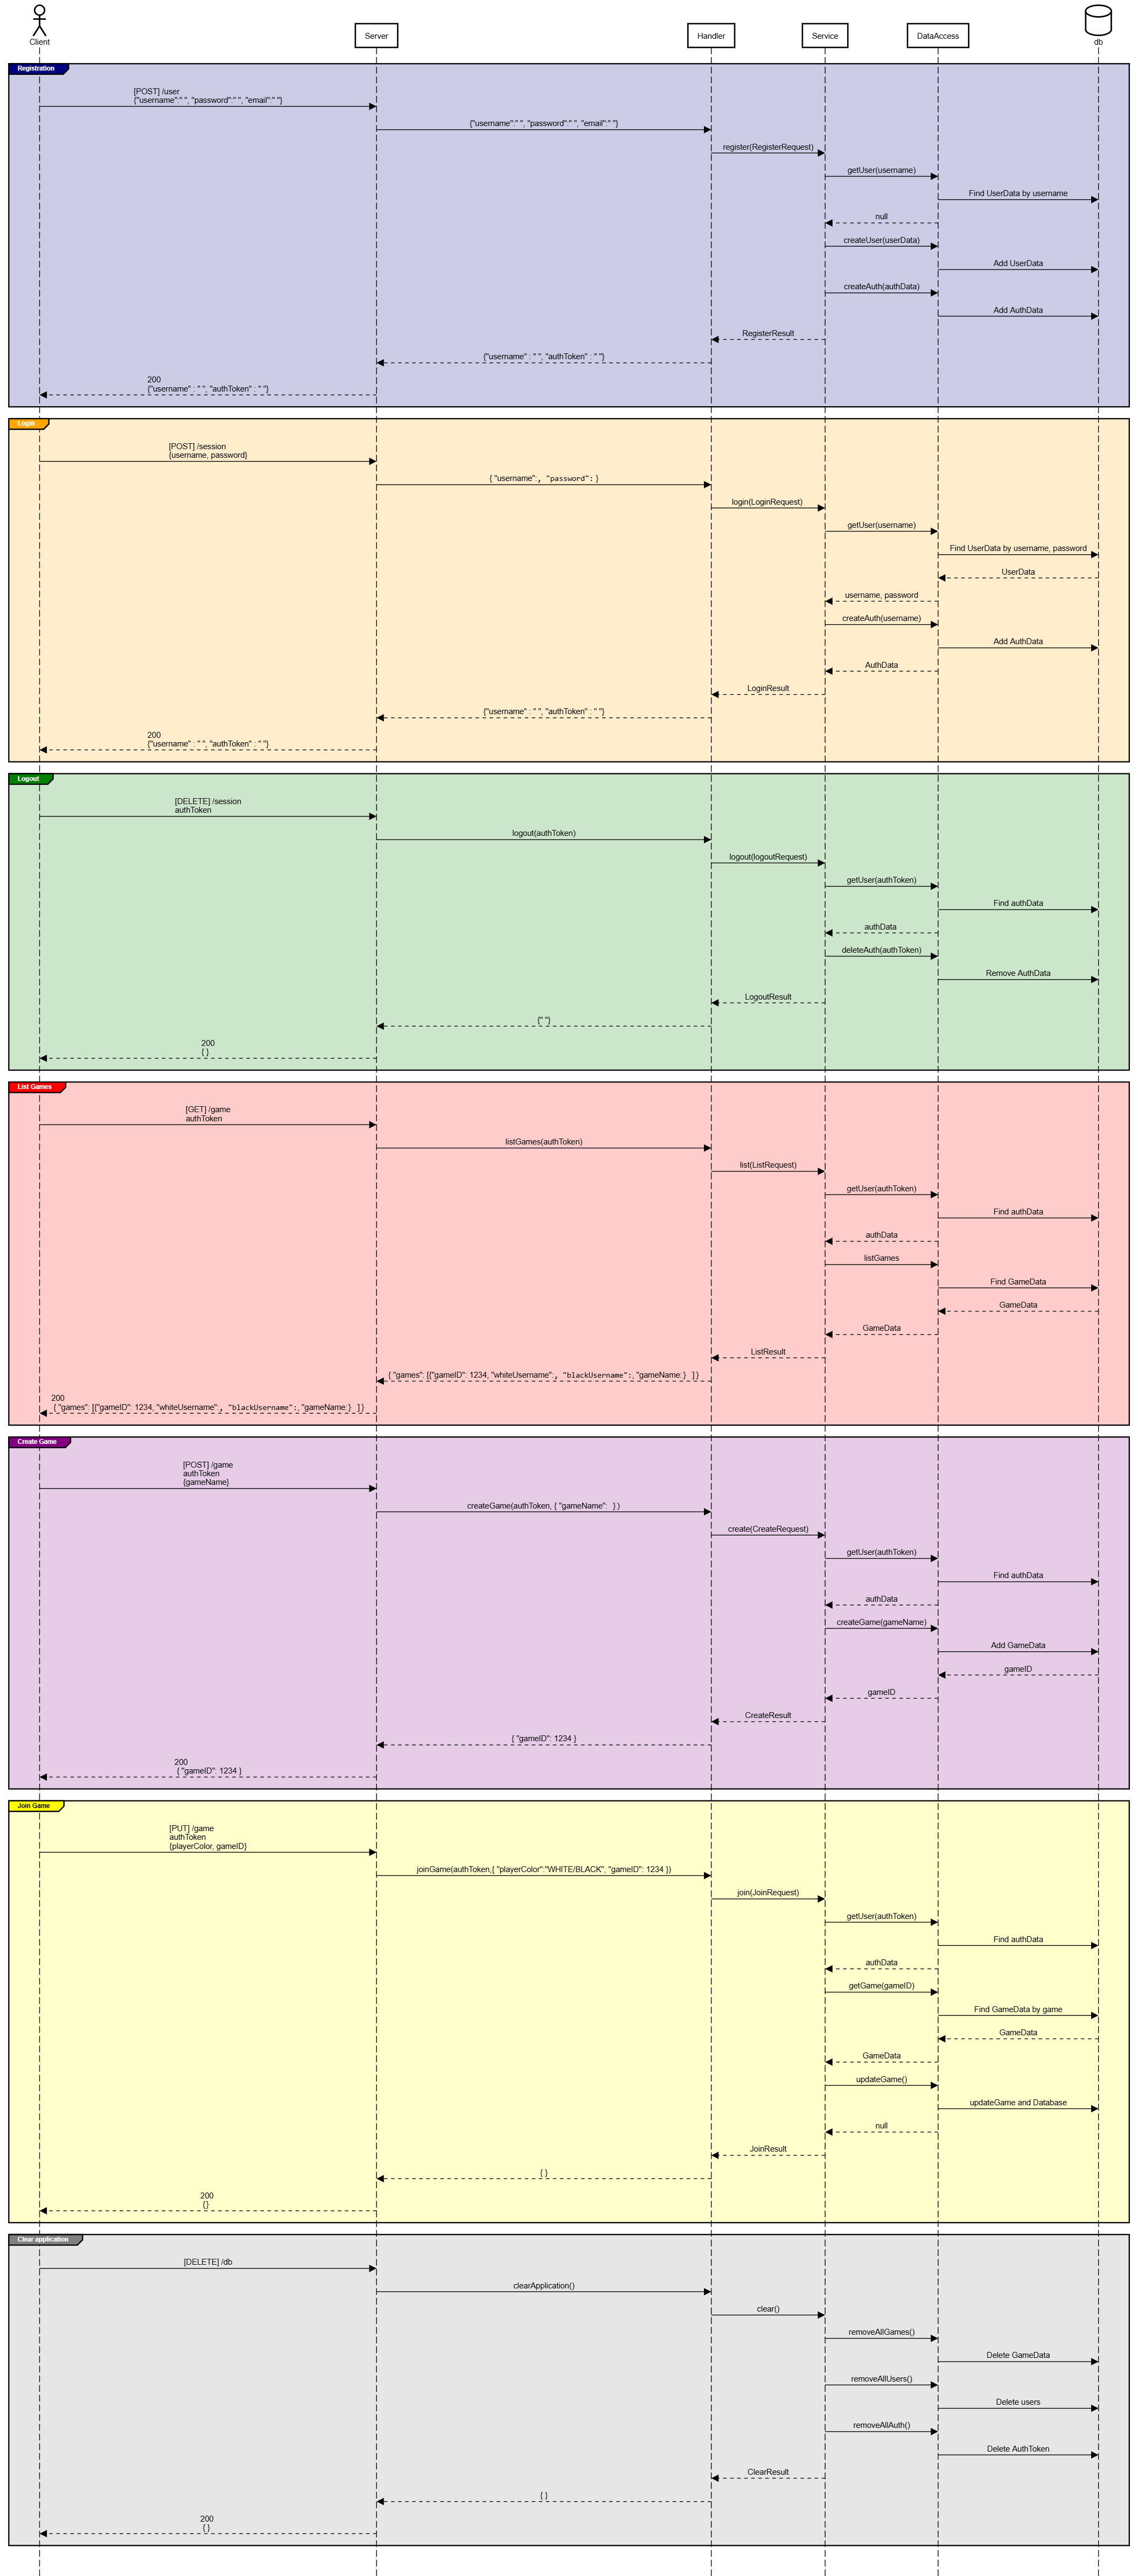 Client
Server
Handler
Service
DataAccess
db
Registration
[POST] /user
{"username":" ", "password":" ", "email":" "}
{"username":" ", "password":" ", "email":" "}
register(RegisterRequest)
getUser(username)
Find UserData by username
null
createUser(userData)
Add UserData
createAuth(authData)
Add AuthData
RegisterResult
{"username" : " ", "authToken" : " "}
200
{"username" : " ", "authToken" : " "}
Login
[POST] /session
{username, password}
{ "username":, "password": }
login(LoginRequest)
getUser(username)
Find UserData by username, password
UserData
username, password
createAuth(username)
Add AuthData
AuthData
LoginResult
{"username" : " ", "authToken" : " "}
200
{"username" : " ", "authToken" : " "}
Logout
[DELETE] /session
authToken
logout(authToken)
logout(logoutRequest)
getUser(authToken)
Find authData
authData
deleteAuth(authToken)
Remove AuthData
LogoutResult
{" "}
200
{ }
List Games
[GET] /game
authToken
listGames(authToken)
list(ListRequest)
getUser(authToken)
Find authData
authData
listGames
Find GameData
GameData
GameData
ListResult
{ "games": [{"gameID": 1234, "whiteUsername":, "blackUsername":, "gameName:} ] }
200
{ "games": [{"gameID": 1234, "whiteUsername":, "blackUsername":, "gameName:} ] }
Create Game
[POST] /game
authToken
{gameName}
createGame(authToken, { "gameName": } )
create(CreateRequest)
getUser(authToken)
Find authData
authData
createGame(gameName)
Add GameData
gameID
gameID
CreateResult
{ "gameID": 1234 }
200
{ "gameID": 1234 }
Join Game
[PUT] /game
authToken
{playerColor, gameID}
joinGame(authToken,{ "playerColor":"WHITE/BLACK", "gameID": 1234 })
join(JoinRequest)
getUser(authToken)
Find authData
authData
getGame(gameID)
Find GameData by game
GameData
GameData
updateGame()
updateGame and Database
null
JoinResult
{ }
200
{}
Clear application
[DELETE] /db
clearApplication()
clear()
removeAllGames()
Delete GameData
removeAllUsers()
Delete users
removeAllAuth()
Delete AuthToken
ClearResult
{ }
200
{ }